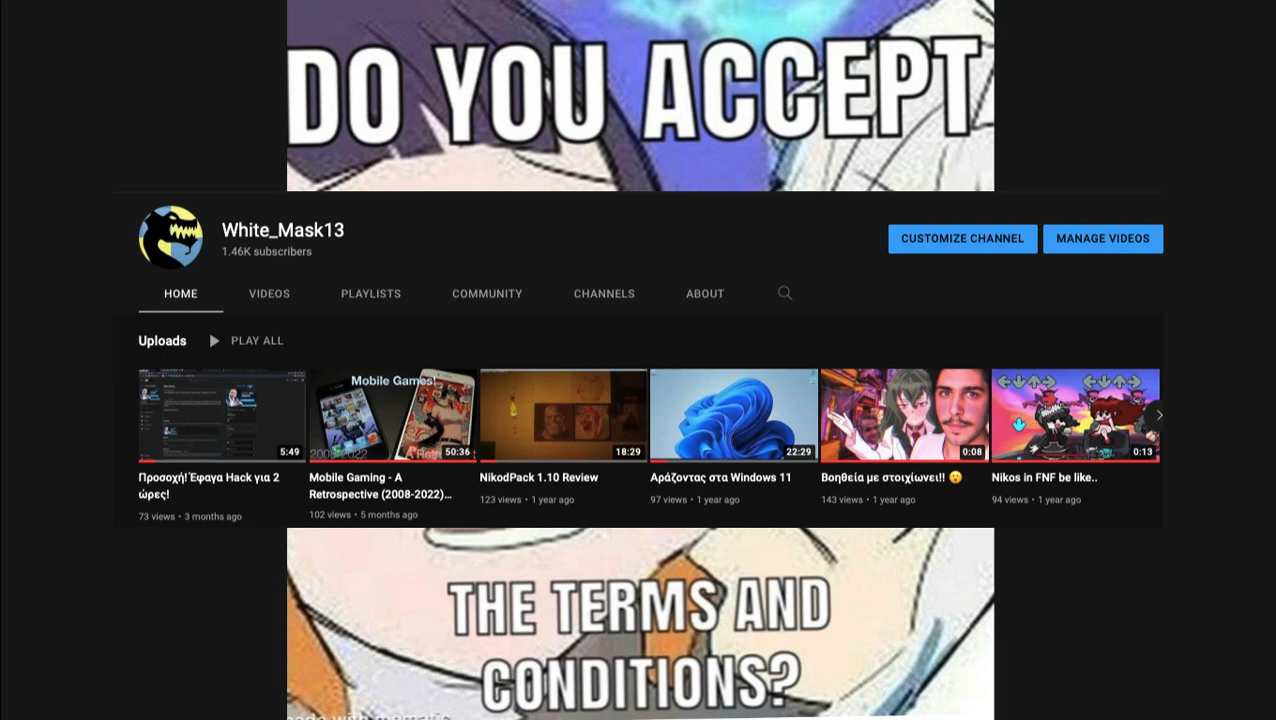 DO YOU ACCEPT
White_Mask13
1.46K subscribers
CUSTOMIZE CHANNEL
MANAGE VIDEOS
HOME
VIDEOS
PLAYLISTS
COMMUNITY
CHANNELS
ABOUT
Uploads
PLAY ALL
Mobile Games!
5:49
50:36
18:29
22:29
0:08
0:13
Προσοχή! Έφαγα Hack για 2
ώρες!
73 views • 3 months ago
Mobile Gaming - A
Retrospective (2008-2022)...
102 views • 5 months ago
NikodPack 1.10 Review
123 views • 1 year ago
Αράζοντας στα Windows 11
97 views • 1 year ago
Βοηθεία με στοιχίωνει!! 😮
143 views • 1 year ago
Nikos in FNF be like..
94 views • 1 year ago
THE TERMS AND
CONDITIONS?